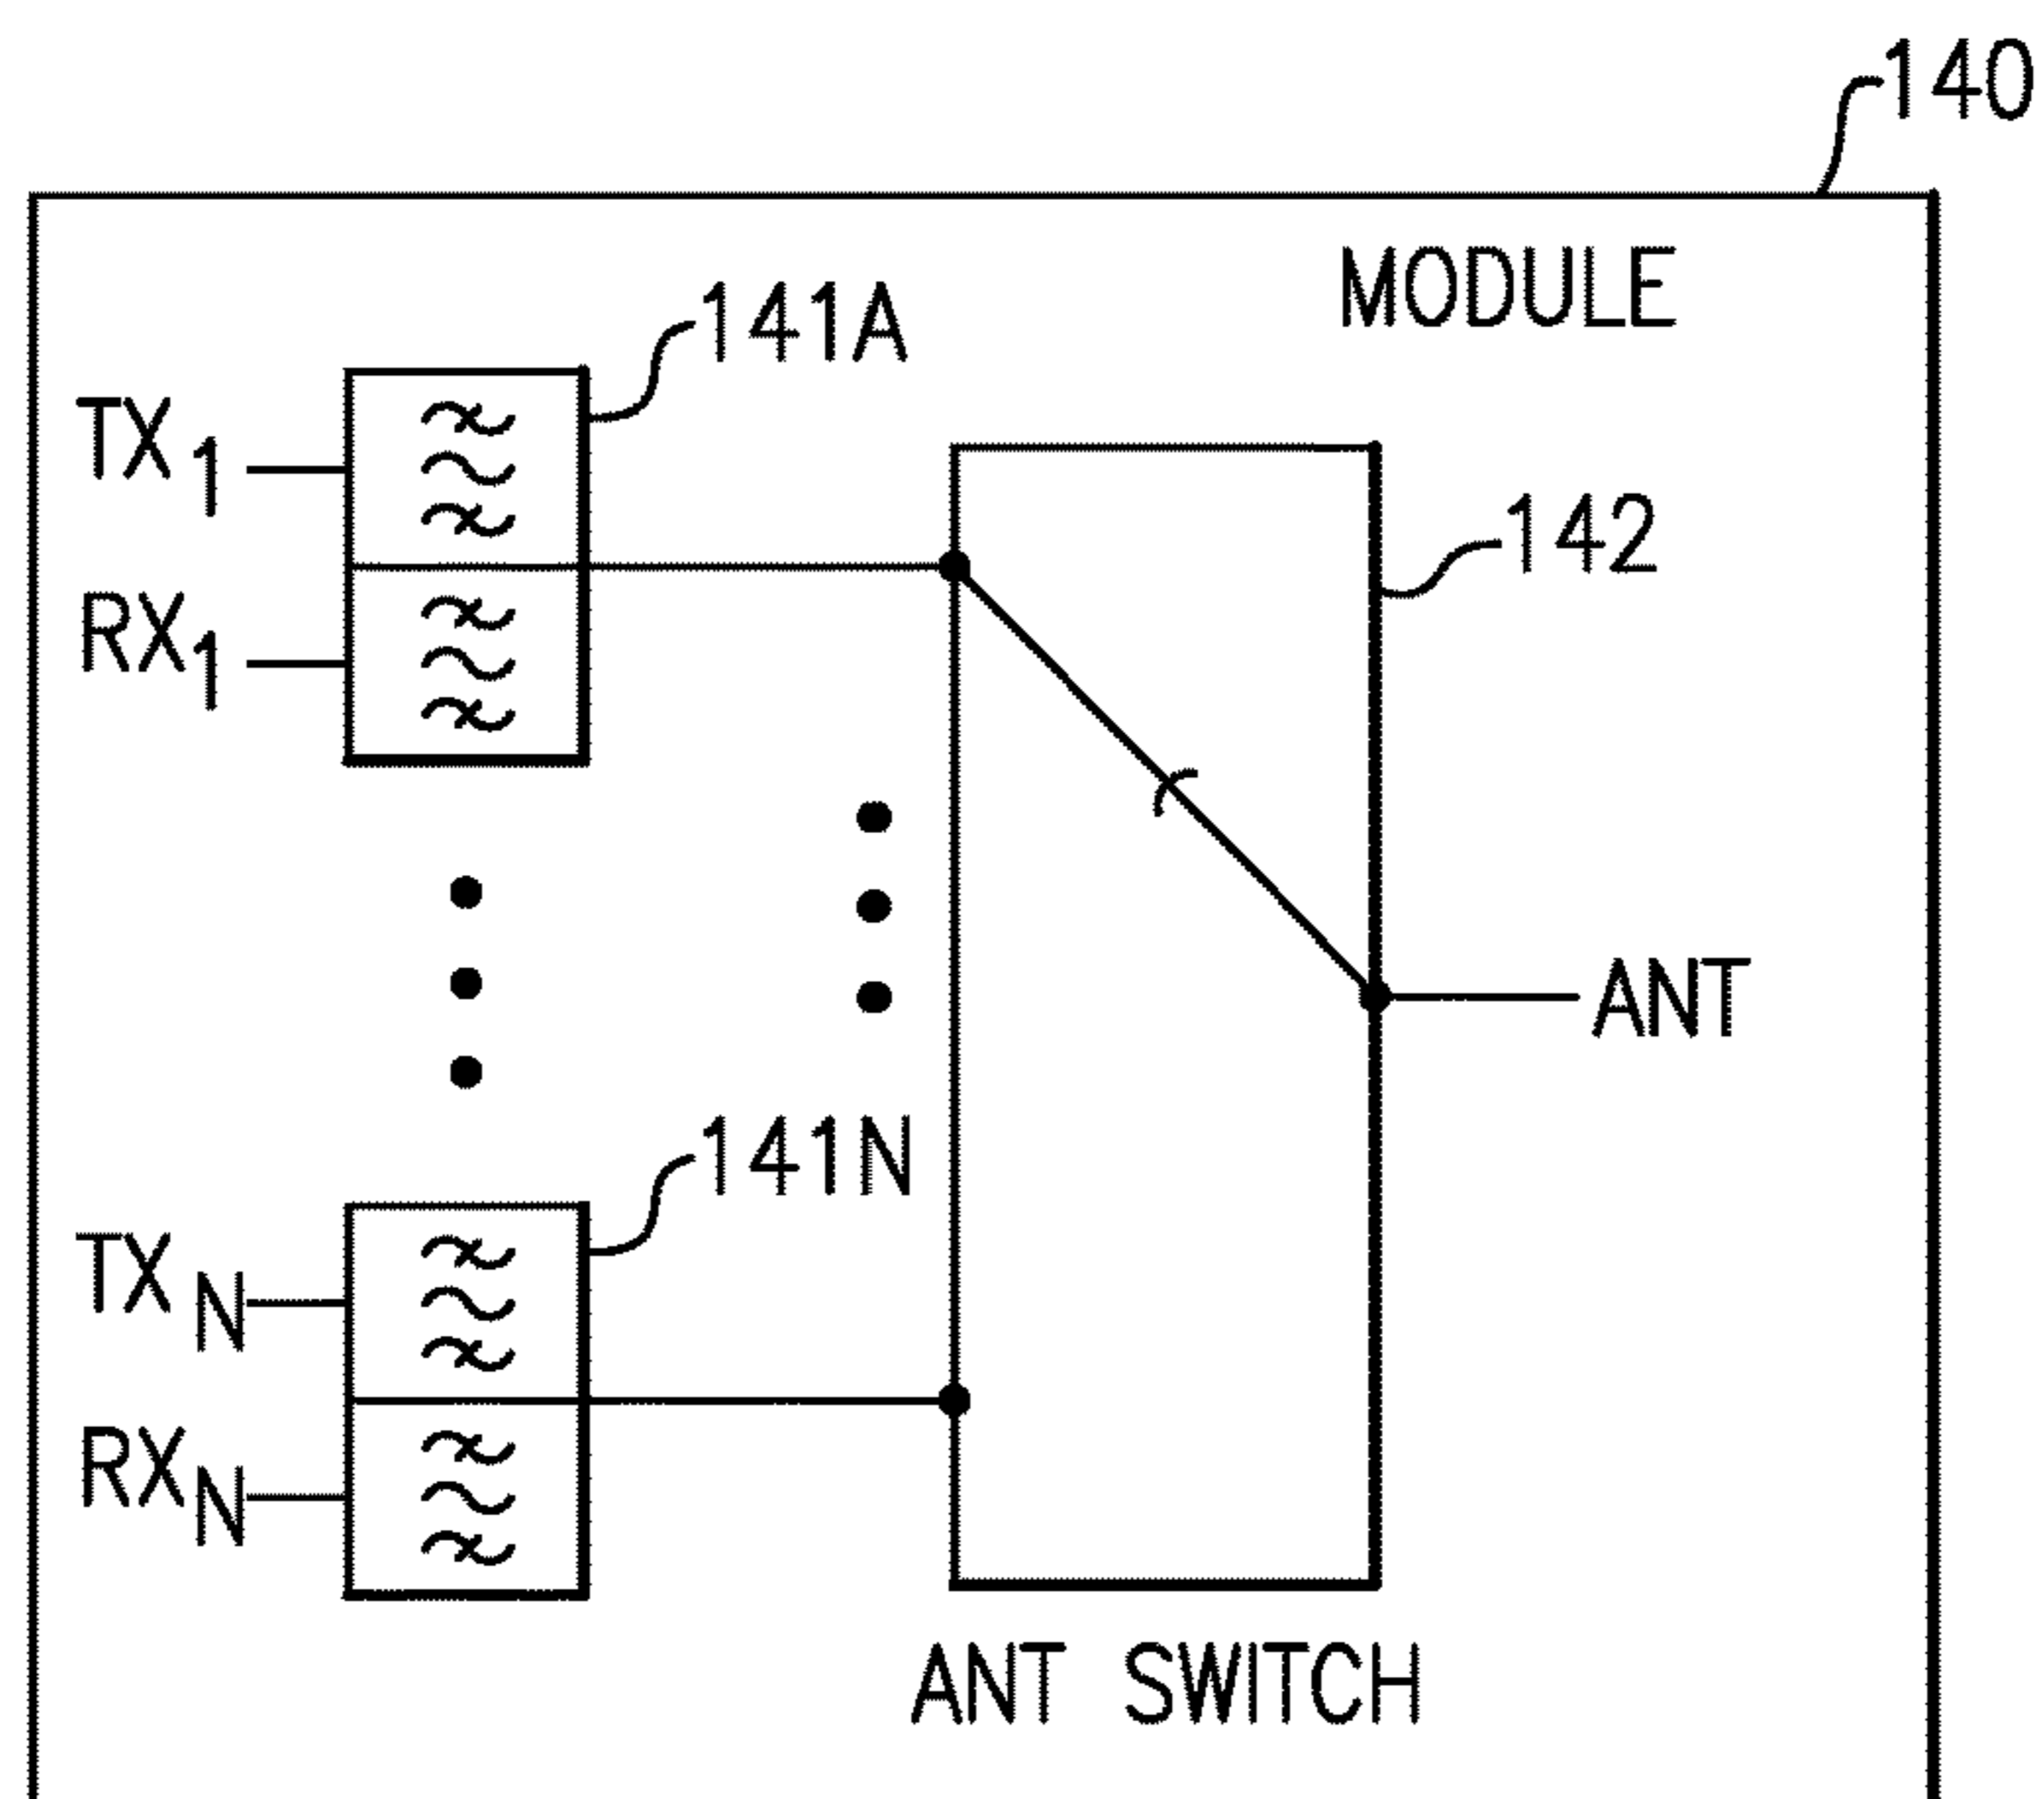 140
MODULE
141A
TX1
142
RX1
ANT
141N
TXN
RXN
ANT SWITCH